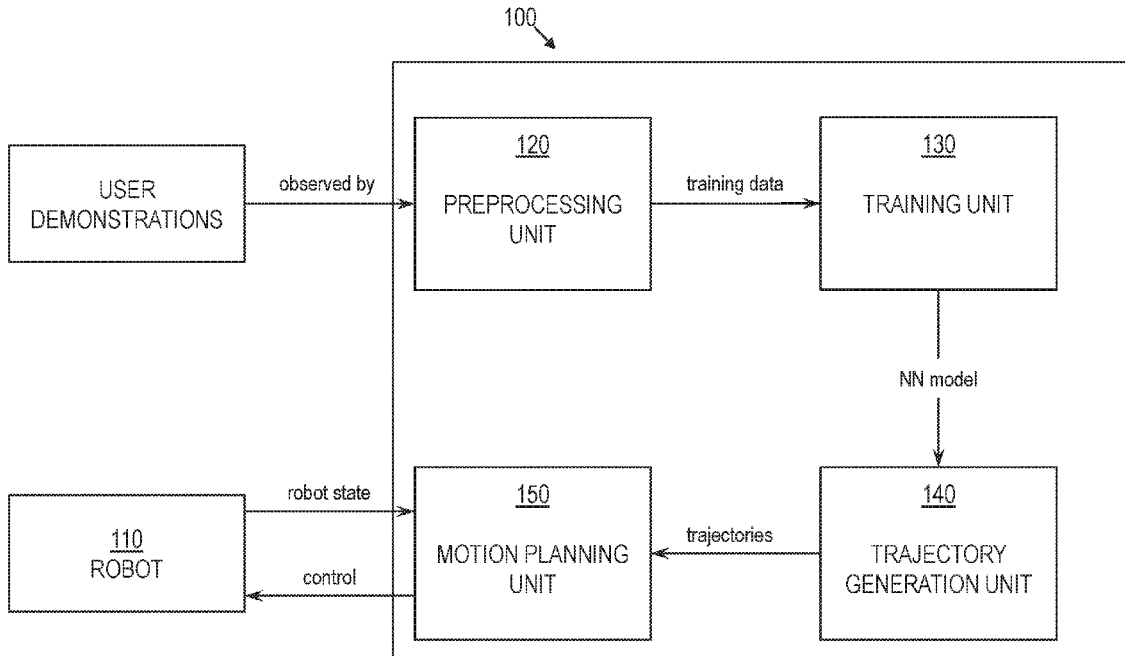 100
120
130
USER
DEMONSTRATIONS
observed by
PREPROCESSING
UNIT
training data
TRAINING UNIT
NN model
110
ROBOT
robot state
control
150
MOTION PLANNING
UNIT
trajectories
140
TRAJECTORY
GENERATION UNIT